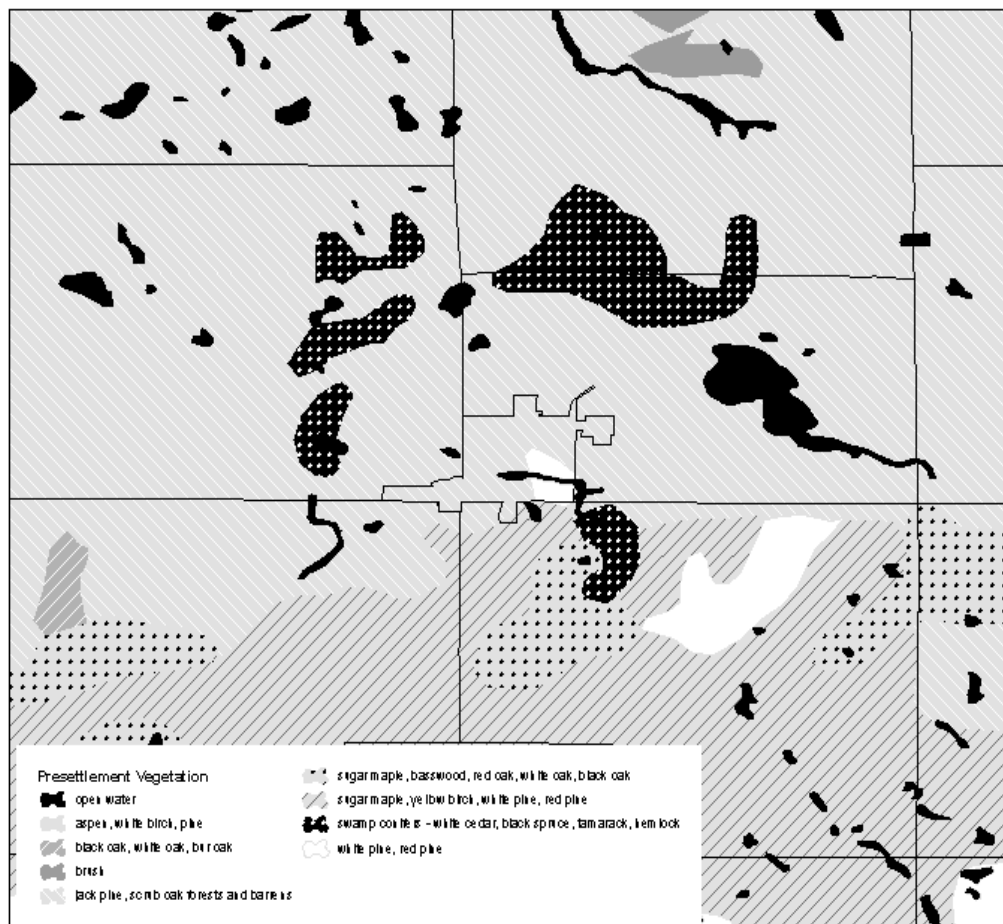 Presettlement Vegetation
open water
aspen, white birch, pine
black oak, white oak, bur oak
brush
jack pine, scrub oak forests and barrens
sugar maple, basswood, red oak, white oak, black oak
sugar maple, yellow birch, white pine, red pine
swamp conifers - white cedar, black spruce, tamarack, hemlock
white pine, red pine